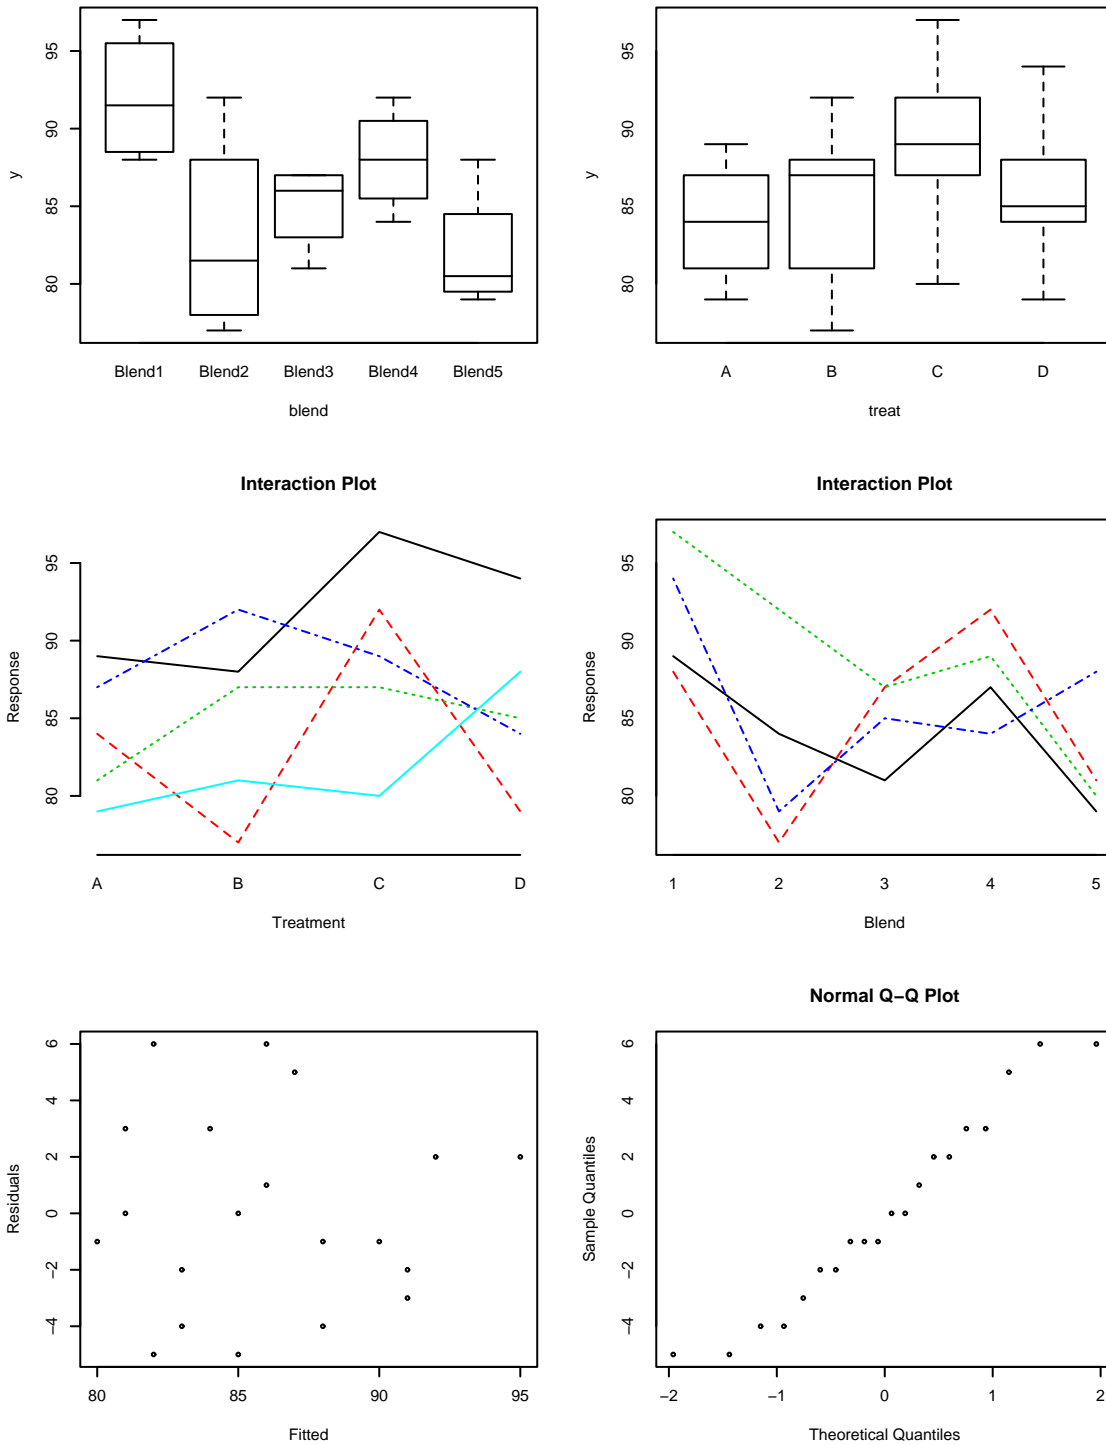 y
95
90
85
80
Blend1 Blend2 Blend3 Blend4 Blend5
blend
y
95
90
85
80
A B C D
treat
Interaction Plot
Response
95
90
85
80
A B C D
Treatment
Interaction Plot
Response
95
90
85
80
1 2 3 4 5
Blend
Residuals
6
4
2
0
−2
−4
80 85 90 95
Fitted
Normal Q−Q Plot
Sample Quantiles
6
4
2
0
−2
−4
−2 −1 0 1 2
Theoretical Quantiles